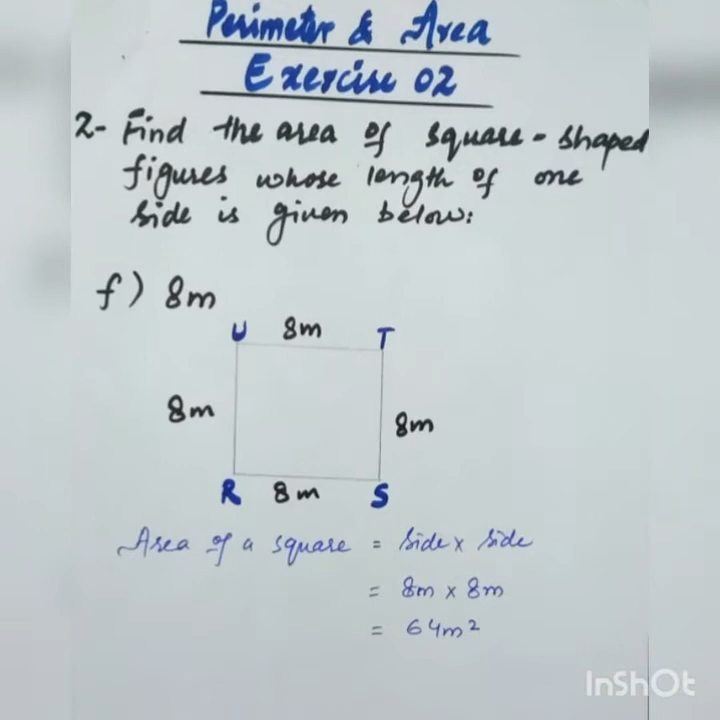 Perimeter & Area
Exercise 02
2- Find the area of square-shaped
figures whose length of one
side is given below:
f) 8m
U 8m T
8m
8m
R 8m S
Area of a square = side x side
= 8m x 8m
= 64m²
InShOt